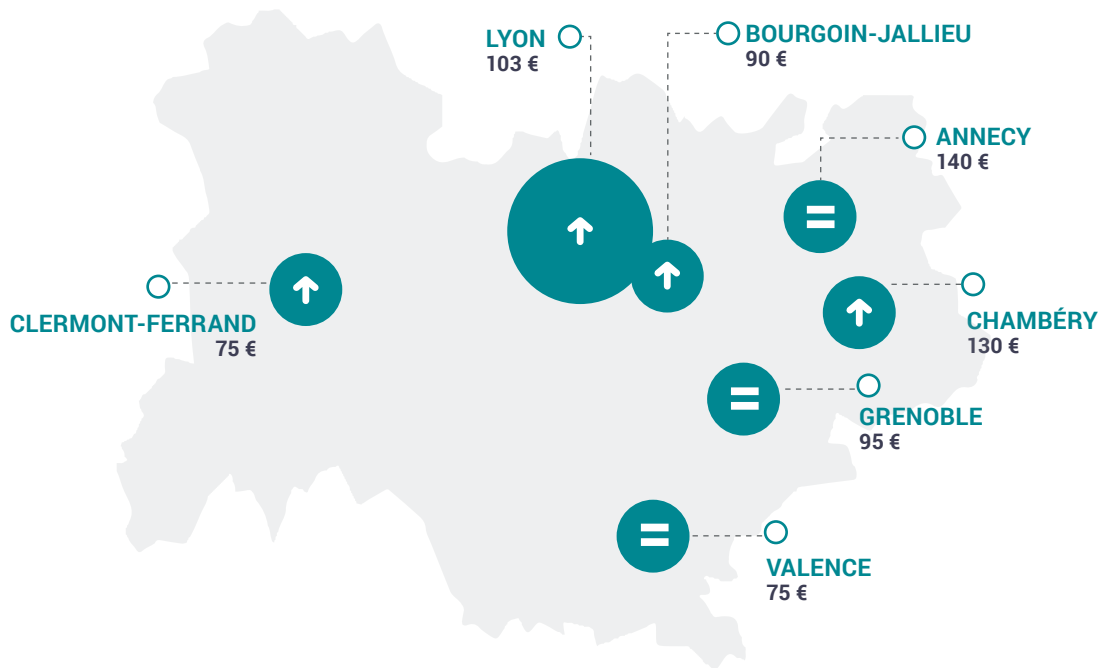 LYON
103 €
BOURGOIN-JALLIEU
90 €
ANNECY
140 €
CLERMONT-FERRAND
75 €
CHAMBÉRY
130 €
GRENOBLE
95 €
VALENCE
75 €